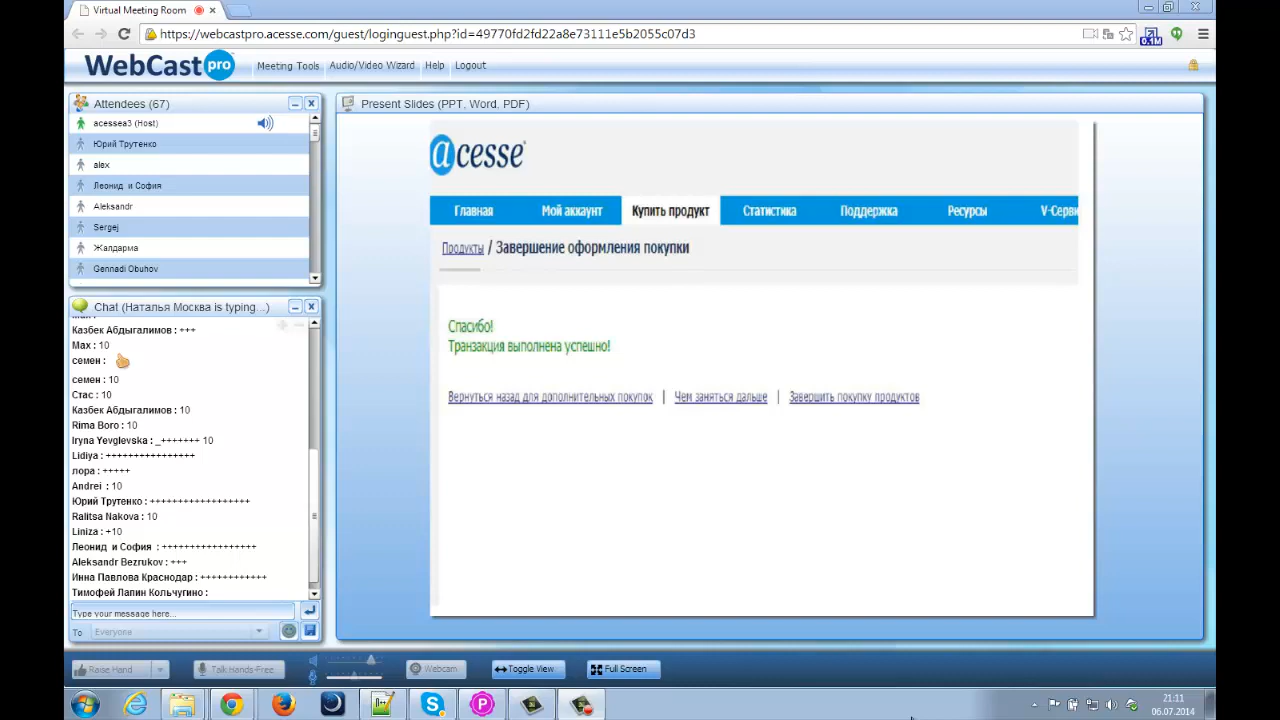 Virtual Meeting Room
https://webcastpro.acesse.com/guest/loginguest.php?id=49770fd2fd22a8e73111e5b2055c07d3
0.1M
WebCast pro
Meeting Tools Audio/Video Wizard Help Logout
Attendees (67)
acessea3 (Host)
Юрий Трутенко
alex
Леонид и София
Aleksandr
Sergej
Жалдарма
Gennadi Obuhov
Chat (Наталья Москва is typing...)
Казбек Абдыгалимов : +++
Max : 10
семен :
семен : 10
Стас : 10
Казбек Абдыгалимов : 10
Rima Boro : 10
Iryna Yevglevska : _+++++++ 10
Lidiya : ++++++++++++++++
лора : +++++
Andrei : 10
Юрий Трутенко : ++++++++++++++++++
Ralitsa Nakova : 10
Liniza : +10
Леонид и София : +++++++++++++++++
Aleksandr Bezrukov : +++
Инна Павлова Краснодар : ++++++++++++
Тимофей Лапин Кольчугино :
Type your message here...
To Everyone
Present Slides (PPT, Word, PDF)
acesse
Главная Мой аккаунт Купить продукт Статистика Поддержка Ресурсы V-Серви
Продукты / Завершение оформления покупки
Спасибо!
Транзакция выполнена успешно!
Вернуться назад для дополнительных покупок | Чем заняться дальше | Завершить покупку продуктов
Raise Hand Talk Hands-Free Webcam Toggle View Full Screen
21:11
06.07.2014